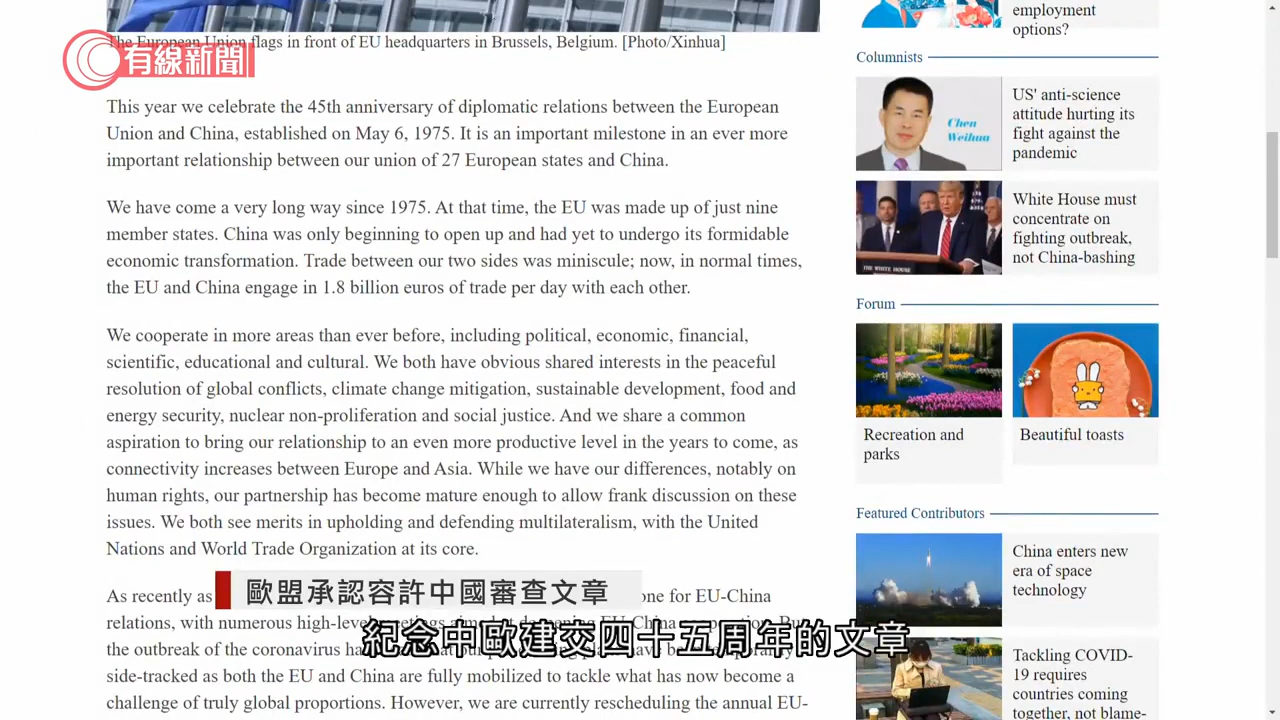 The European Union flags in front of EU headquarters in Brussels, Belgium. [Photo/Xinhua]
有線新聞
This year we celebrate the 45th anniversary of diplomatic relations between the European
Union and China, established on May 6, 1975. It is an important milestone in an ever more
important relationship between our union of 27 European states and China.
We have come a very long way since 1975. At that time, the EU was made up of just nine
member states. China was only beginning to open up and had yet to undergo its formidable
economic transformation. Trade between our two sides was miniscule; now, in normal times,
the EU and China engage in 1.8 billion euros of trade per day with each other.
We cooperate in more areas than ever before, including political, economic, financial,
scientific, educational and cultural. We both have obvious shared interests in the peaceful
resolution of global conflicts, climate change mitigation, sustainable development, food and
energy security, nuclear non-proliferation and social justice. And we share a common
aspiration to bring our relationship to an even more productive level in the years to come, as
connectivity increases between Europe and Asia. While we have our differences, notably on
human rights, our partnership has become mature enough to allow frank discussion on these
issues. We both see merits in upholding and defending multilateralism, with the United
Nations and World Trade Organization at its core.
As recently as one for EU-China
relations, with numerous high-level
the outbreak of the coronavirus
side-tracked as both the EU and China are fully mobilized to tackle what has now become a
challenge of truly global proportions. However, we are currently rescheduling the annual EU-
歐盟承認容許中國審查文章
紀念中歐建交四十五周年的文章
employment
options?
Columnists
Chen
Weihua
US' anti-science
attitude hurting its
fight against the
pandemic
THE WHITE HOUSE
White House must
concentrate on
fighting outbreak,
not China-bashing
Forum
Recreation and
parks
Beautiful toasts
Featured Contributors
China enters new
era of space
technology
Tackling COVID-
19 requires
countries coming
together, not blame-